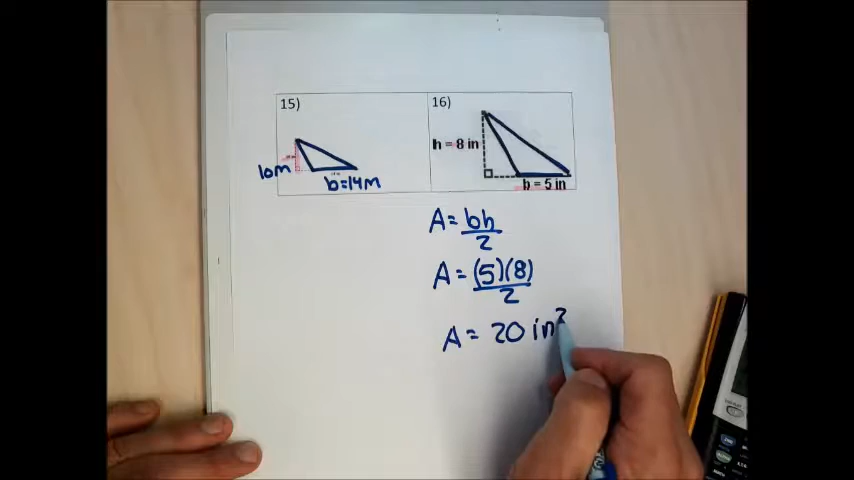 15)
10m
b=14m
16)
h = 8 in
b = 5 in
A = bh
2
A = (5)(8)
2
A = 20 in²